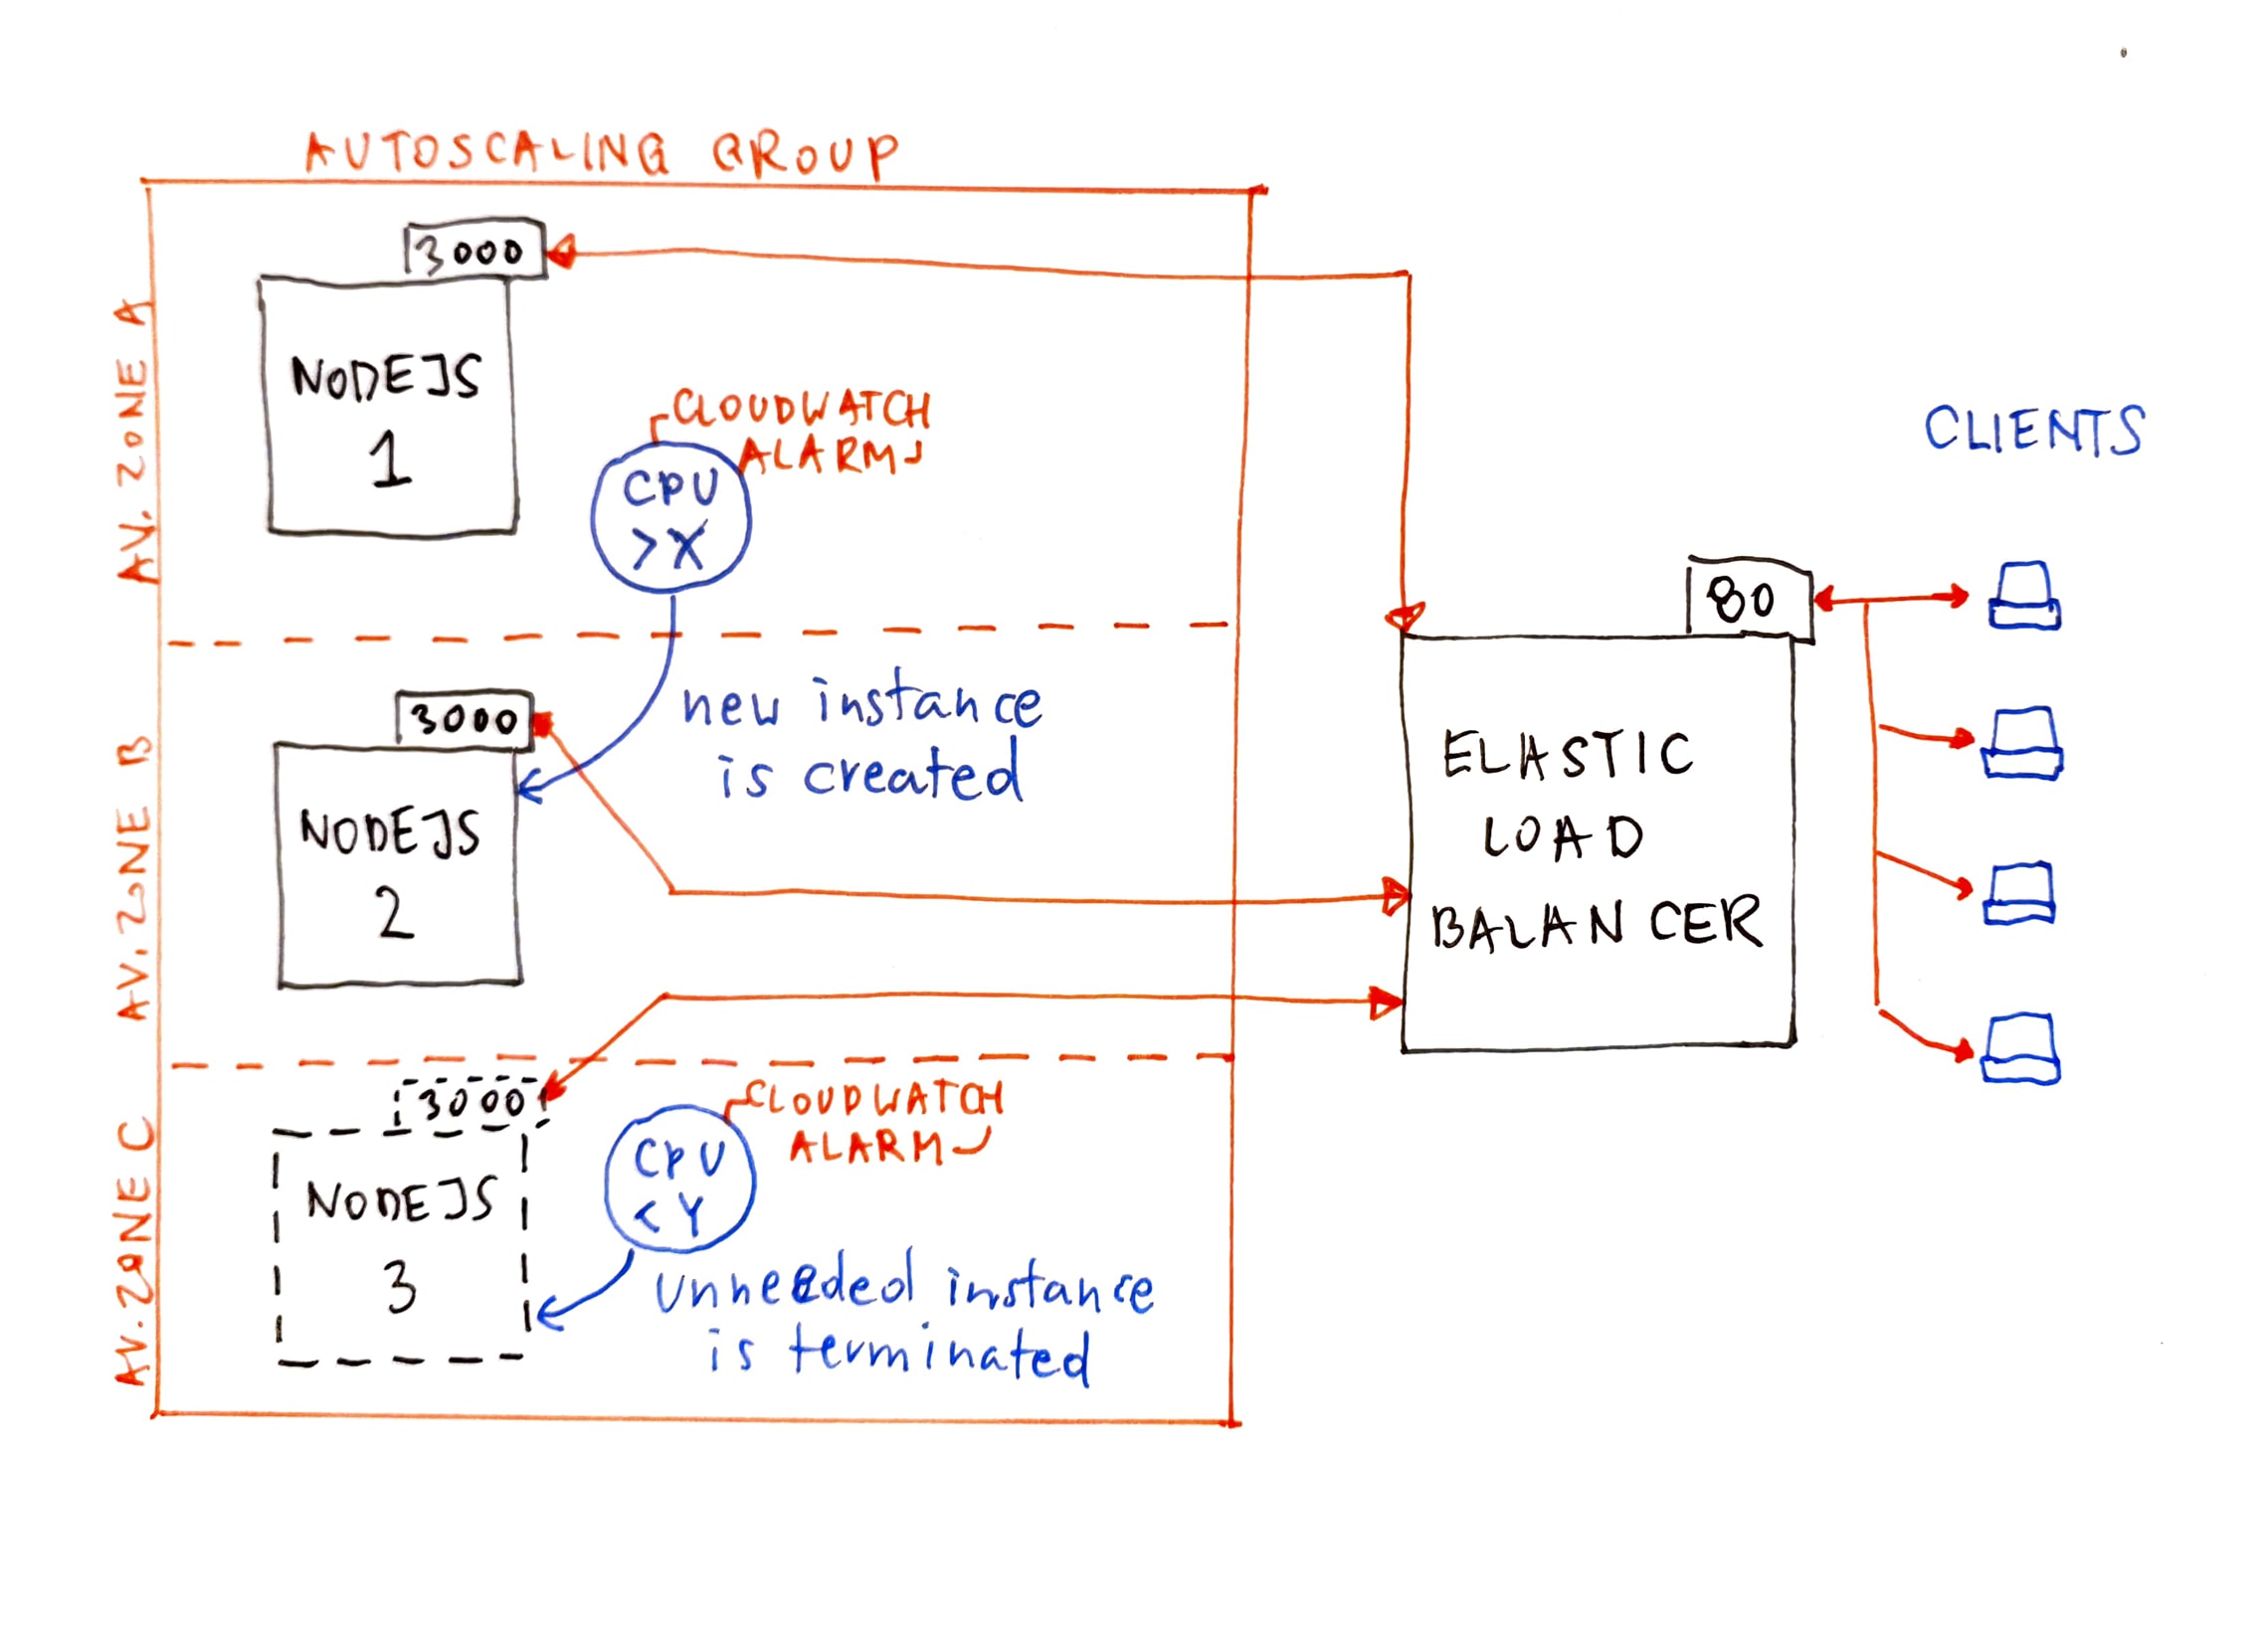 AUTOSCALING GROUP
AV. ZONE A
3000
NODEJS
1
CLOUDWATCH
ALARM
CPU
>X
AV. ZONE B
3000
NODEJS
2
new instance
is created
AV. ZONE C
3000
NODEJS
3
CLOUDWATCH
ALARM
CPU
<Y
unneeded instance
is terminated
80
ELASTIC
LOAD
BALANCER
CLIENTS